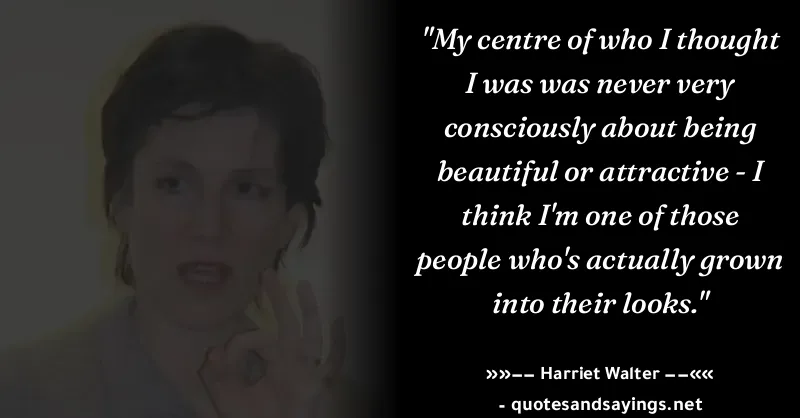 "My centre of who I thought
I was was never very
consciously about being
beautiful or attractive - I
think I'm one of those
people who's actually grown
into their looks."
»»−− Harriet Walter −−««
- quotesandsayings.net